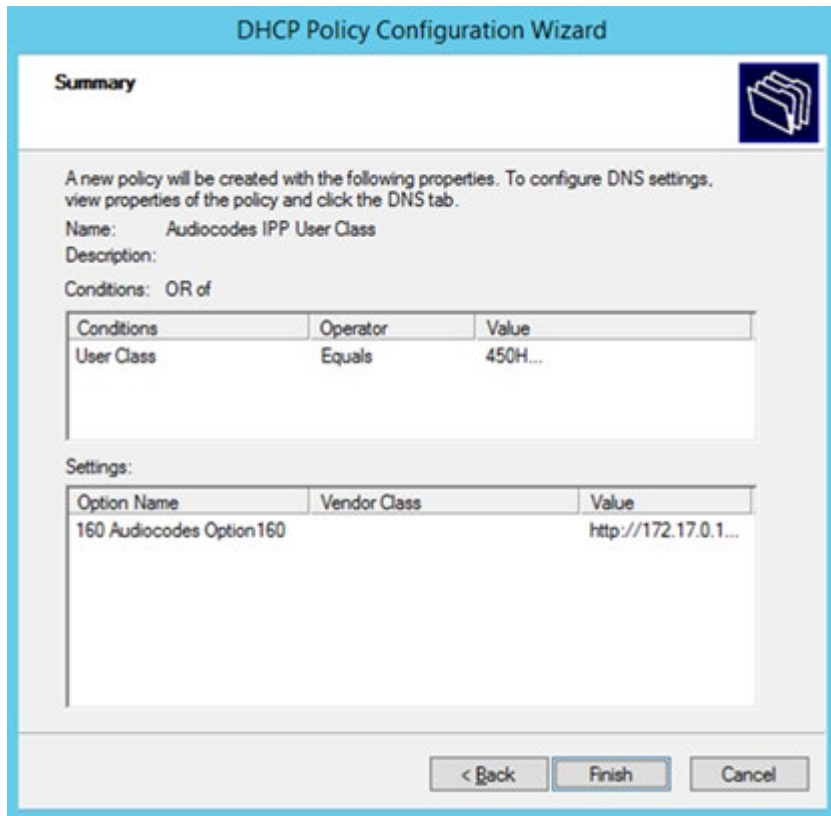 DHCP Policy Configuration Wizard
Summary
A new policy will be created with the following properties. To configure DNS settings,
view properties of the policy and click the DNS tab.
Name: Audiocodes IPP User Class
Description:
Conditions: OR of
Conditions Operator Value
User Class Equals 450H...
Settings:
Option Name Vendor Class Value
160 Audiocodes Option160 http://172.17.0.1...
< Back Finish Cancel